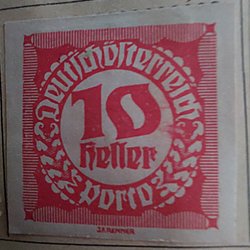 Deutschösterreich
10
Heller
Porto
J.F.RENNER